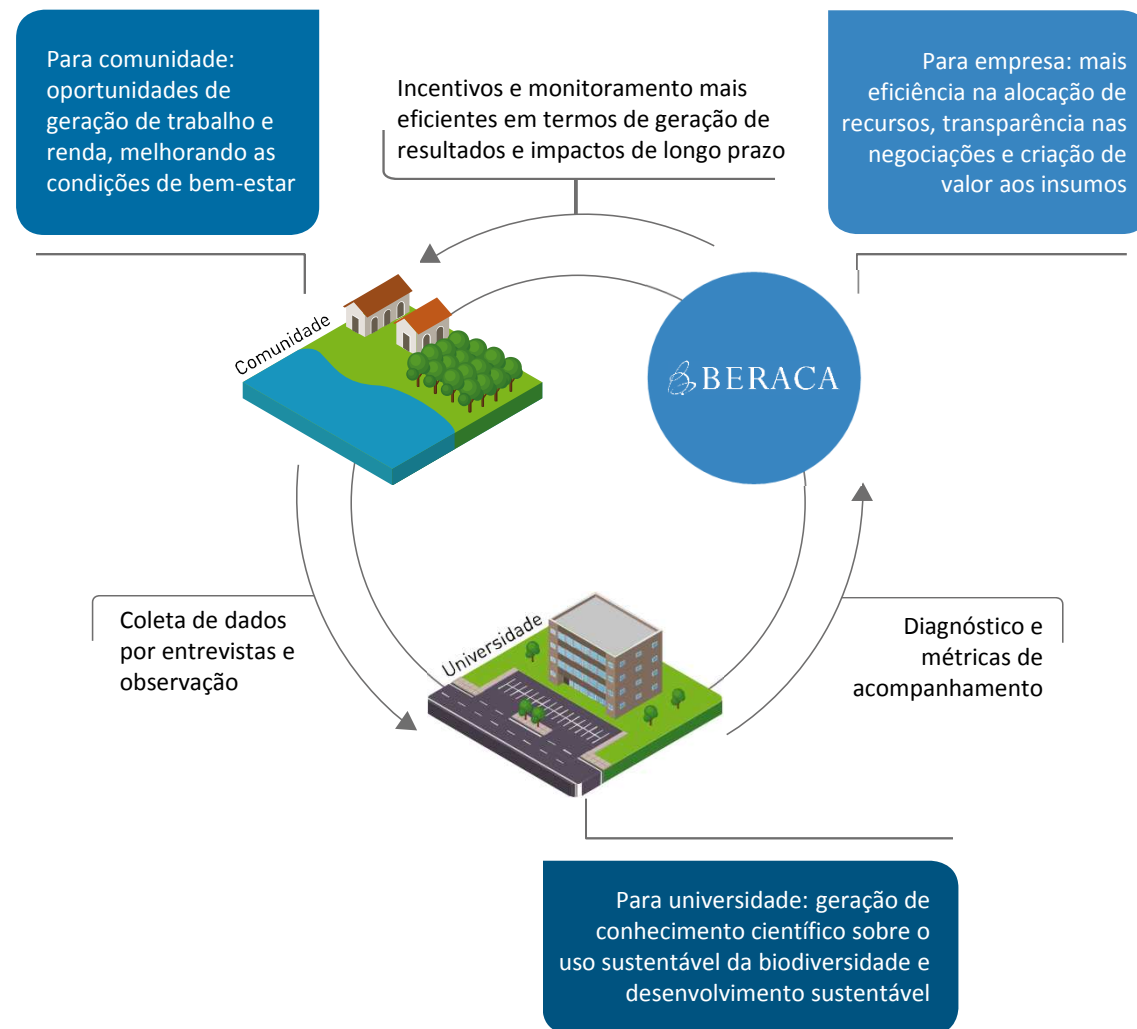 Para comunidade:
oportunidades de
geração de trabalho e
renda, melhorando as
condições de bem-estar
Incentivos e monitoramento mais
eficientes em termos de geração de
resultados e impactos de longo prazo
Para empresa: mais
eficiência na alocação de
recursos, transparência nas
negociações e criação de
valor aos insumos
Comunidade
BERACA
Coleta de dados
por entrevistas e
observação
Universidade
Diagnóstico e
métricas de
acompanhamento
Para universidade: geração de
conhecimento científico sobre o
uso sustentável da biodiversidade e
desenvolvimento sustentável